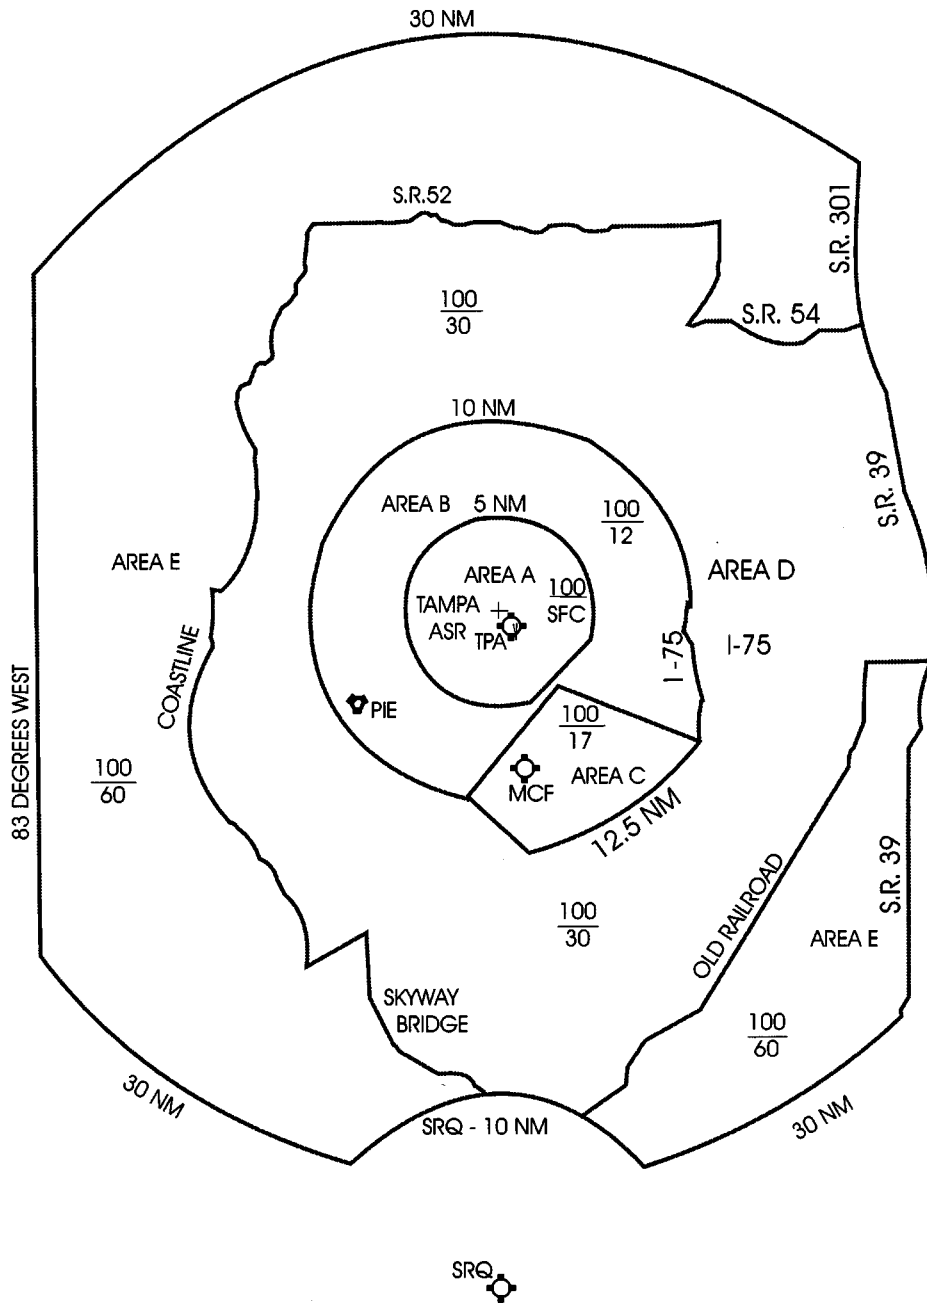 30 NM
S.R.52
S.R. 301
100
30
S.R. 54
10 NM
S.R. 39
AREA B
5 NM
100
12
AREA E
AREA A
AREA D
100
SFC
TAMPA
ASR
TPA
I-75
I-75
COASTLINE
PIE
100
17
83 DEGREES WEST
100
60
MCF
AREA C
12.5 NM
S.R. 39
OLD RAILROAD
100
30
AREA E
SKYWAY
BRIDGE
100
60
30 NM
SRQ - 10 NM
30 NM
SRQ